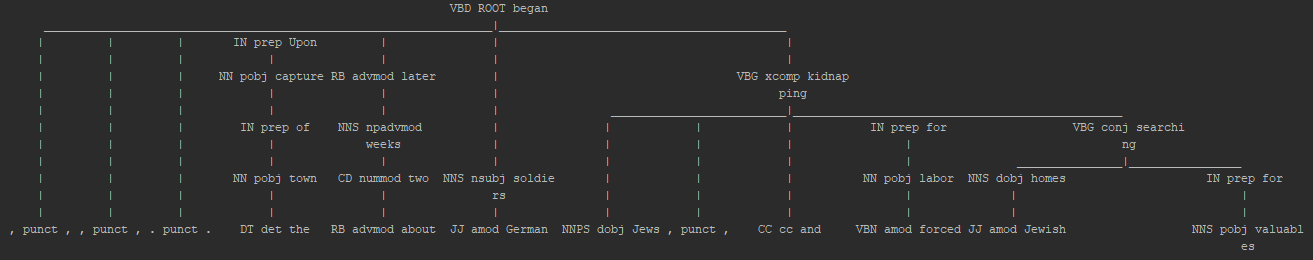 VBD ROOT began
IN prep Upon
NN pobj capture RB advmod later VBG xcomp kidnap
ping
IN prep of NNS npadvmod IN prep for VBG conj searchi
weeks ng
NN pobj town CD nummod two NNS nsubj soldie NN pobj labor NNS dobj homes IN prep for
rs
, punct , , punct , . punct . DT det the RB advmod about JJ amod German NNPS dobj Jews , punct , CC cc and VBN amod forced JJ amod Jewish NNS pobj valuabl
es